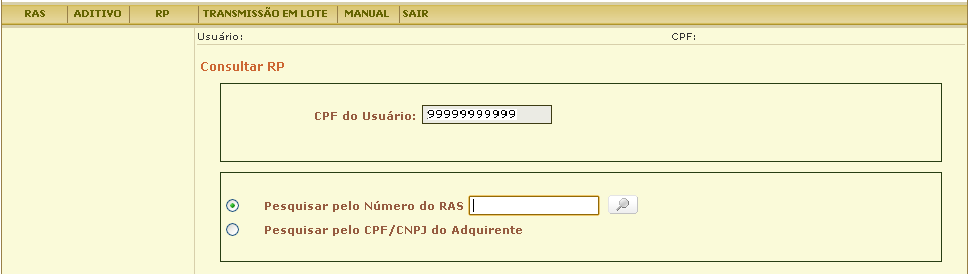 RAS ADITIVO RP TRANSMISSÃO EM LOTE MANUAL SAIR
Usuário: CPF:
Consultar RP
CPF do Usuário: 99999999999
Pesquisar pelo Número do RAS
Pesquisar pelo CPF/CNPJ do Adquirente